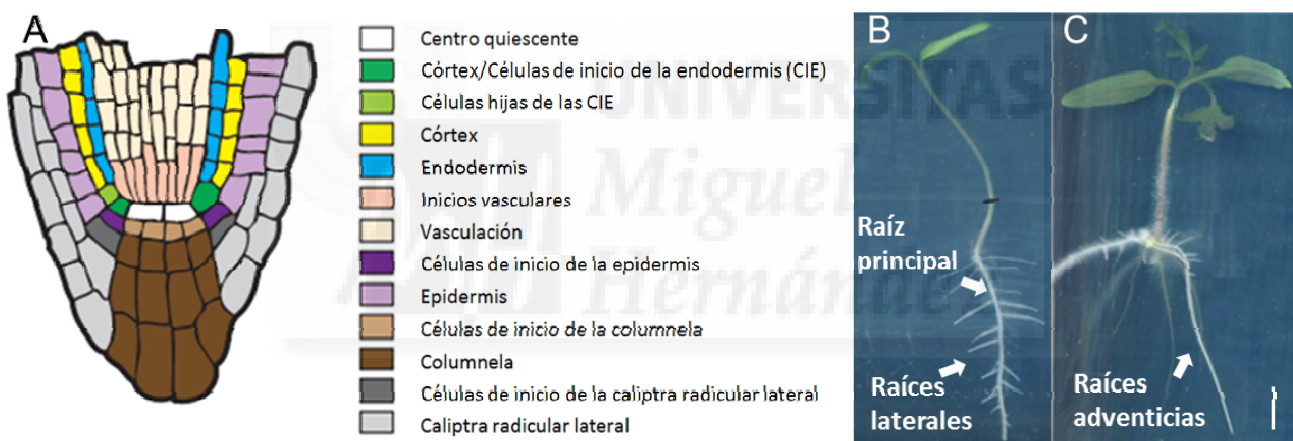 A
Centro quiescente
Córtex/Células de inicio de la endodermis (CIE)
Células hijas de las CIE
Córtex
Endodermis
Inicios vasculares
Vasculación
Células de inicio de la epidermis
Epidermis
Células de inicio de la columnela
Columnela
Células de inicio de la caliptra radicular lateral
Caliptra radicular lateral
B
Raíz
principal
Raíces
laterales
C
Raíces
adventicias
UNIVERSITAS
Miguel
Hernández